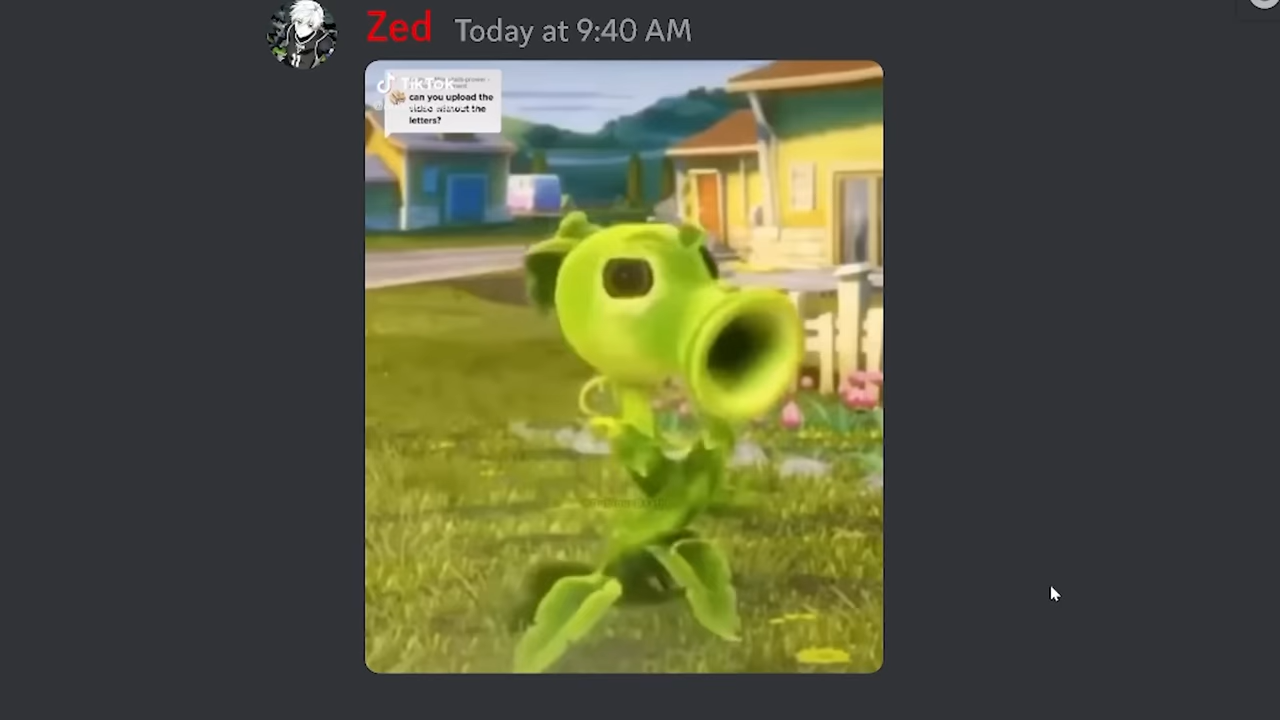 Zed Today at 9:40 AM
TikTok
can you upload the
video without the
letters?